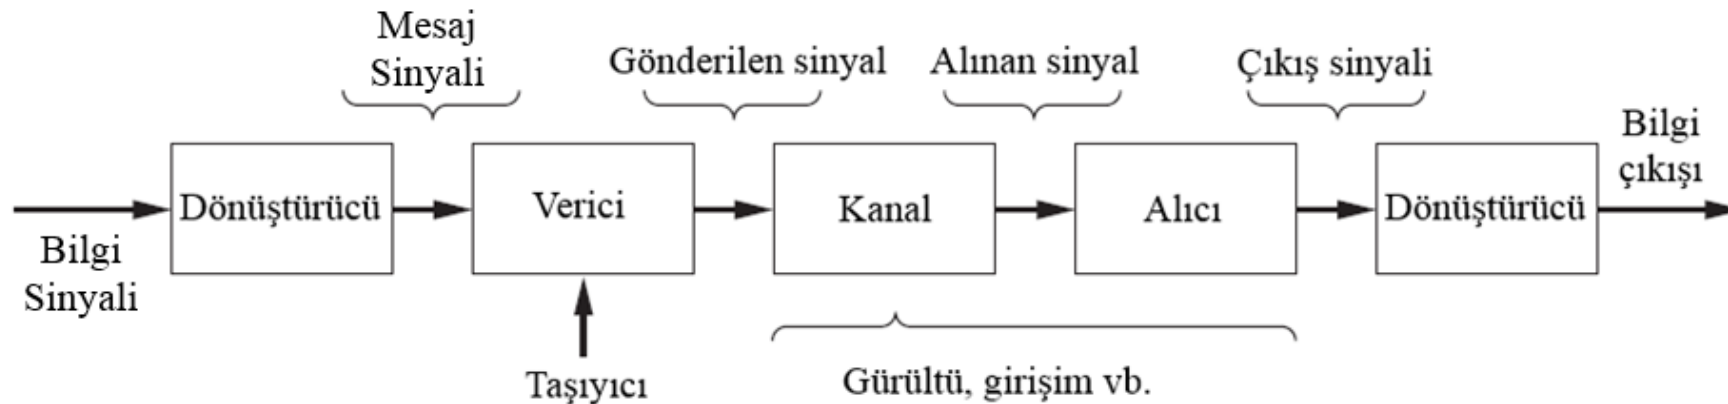 Mesaj
Sinyali
Gönderilen sinyal
Alınan sinyal
Çıkış sinyali
Bilgi
çıkışı
Dönüştürücü
Verici
Kanal
Alıcı
Dönüştürücü
Bilgi
Sinyali
Taşıyıcı
Gürültü, girişim vb.